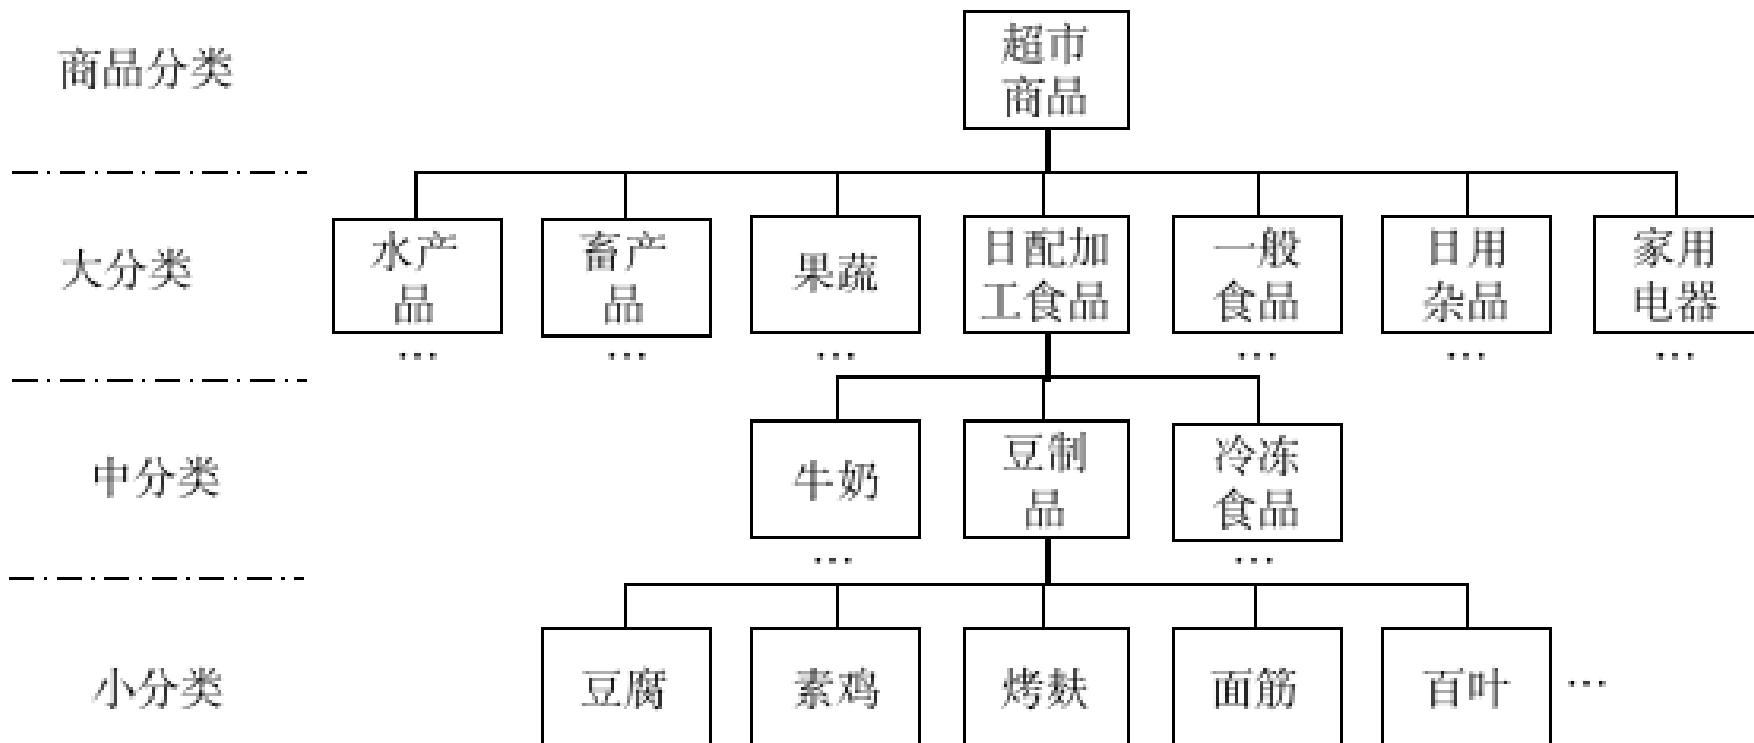 商品分类
超市
商品
大分类
水产
品
畜产
品
果蔬
日配加
工食品
一般
食品
日用
杂品
家用
电器
…
…
…
…
…
…
中分类
牛奶
豆制
品
冷冻
食品
…
…
小分类
豆腐
素鸡
烤麸
面筋
百叶
…